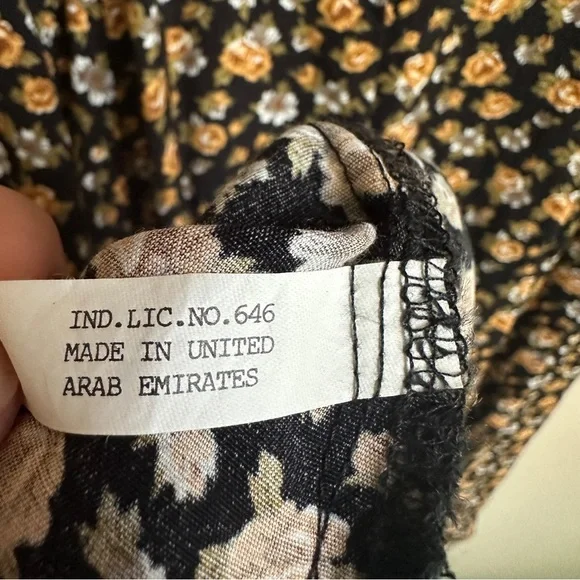 IND.LIC.NO.646
MADE IN UNITED
ARAB EMIRATES